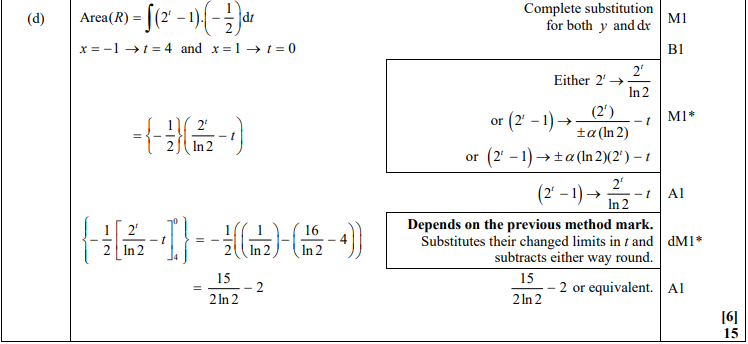 (d) Area(R) = ∫(2^t − 1).(−1/2)dt Complete substitution for both y and dx M1
x = −1 → t = 4 and x = 1 → t = 0 B1
Either 2^t → 2^t/ln 2
= {−1/2}(2^t/ln 2 − t) or (2^t − 1) → (2^t)/±α(ln 2) − t M1*
or (2^t − 1) → ±α(ln 2)(2^t) − t
(2^t − 1) → 2^t/ln 2 − t A1
{−1/2[2^t/ln 2 − t]_4^0} = −1/2((1/ln 2) − (16/ln 2 − 4)) Depends on the previous method mark. Substitutes their changed limits in t and subtracts either way round. dM1*
= 15/2ln 2 − 2 15/2ln 2 − 2 or equivalent. A1
[6]
15